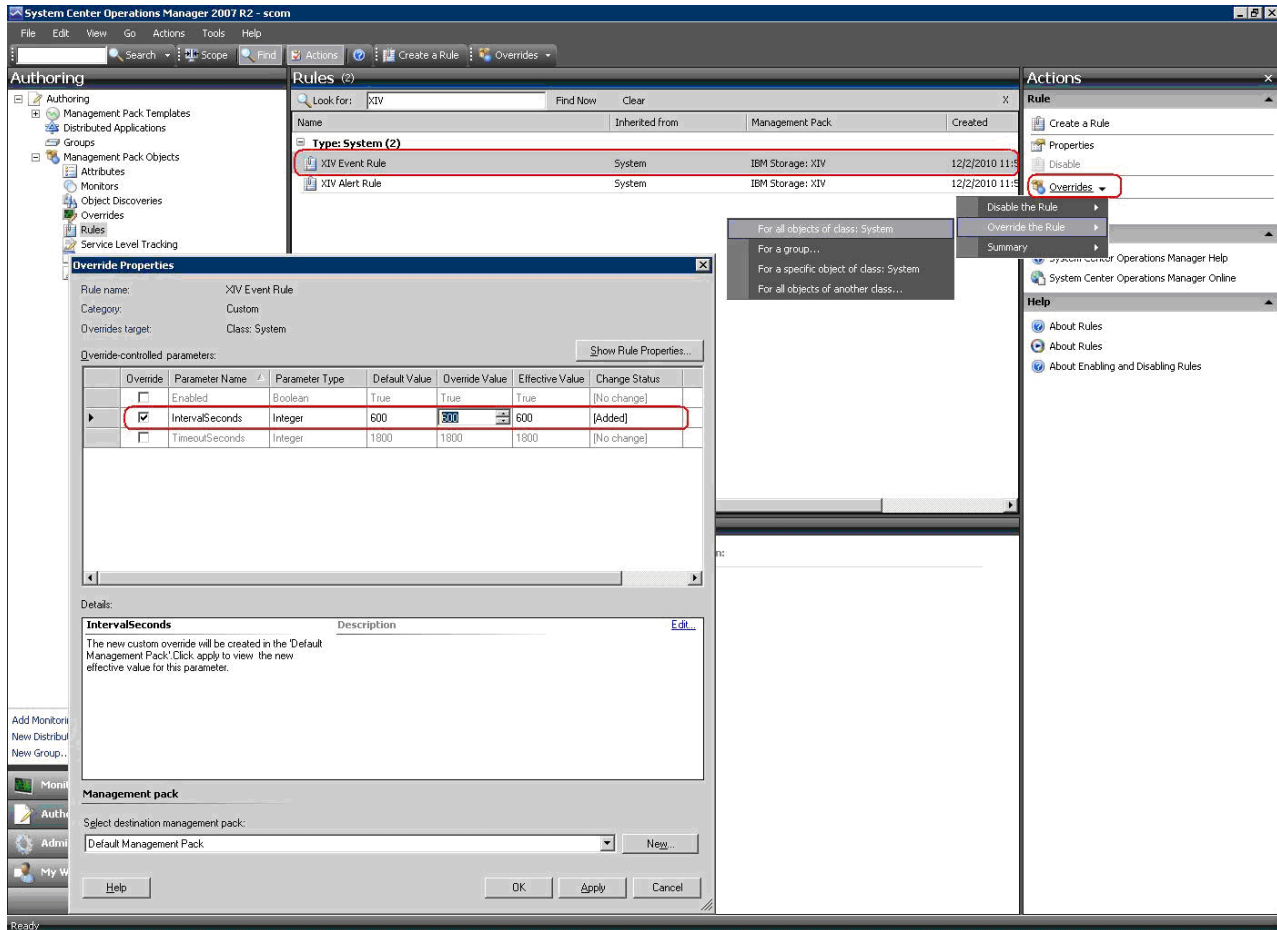 System Center Operations Manager 2007 R2 - scom
File Edit View Go Actions Tools Help
Search Scope Find Actions Create a Rule Overrides
Authoring
Authoring
Management Pack Templates
Distributed Applications
Groups
Management Pack Objects
Attributes
Monitors
Object Discoveries
Overrides
Rules
Service Level Tracking
Add Monitori
New Distribut
New Group..
Monit
Autho
Admi
My W
Ready
Rules (2)
Look for: XIV Find Now Clear X
Name Inherited from Management Pack Created
Type: System (2)
XIV Event Rule System IBM Storage: XIV 12/2/2010 11:5
XIV Alert Rule System IBM Storage: XIV 12/2/2010 11:5
n:
Override Properties
Rule name: XIV Event Rule
Category: Custom
Overrides target: Class: System
Override-controlled parameters: Show Rule Properties...
Override Parameter Name Parameter Type Default Value Override Value Effective Value Change Status
Enabled Boolean True True True [No change]
IntervalSeconds Integer 600 600 600 [Added]
TimeoutSeconds Integer 1800 1800 1800 [No change]
Details:
IntervalSeconds Description Edit...
The new custom override will be created in the 'Default
Management Pack'.Click apply to view the new
effective value for this parameter.
Management pack
Select destination management pack:
Default Management Pack New...
Help OK Apply Cancel
Actions x
Rule
Create a Rule
Properties
Disable
Overrides
Disable the Rule
Override the Rule
Summary
For all objects of class: System
For a group...
For a specific object of class: System
For all objects of another class...
System Center Operations Manager Help
System Center Operations Manager Online
Help
About Rules
About Rules
About Enabling and Disabling Rules